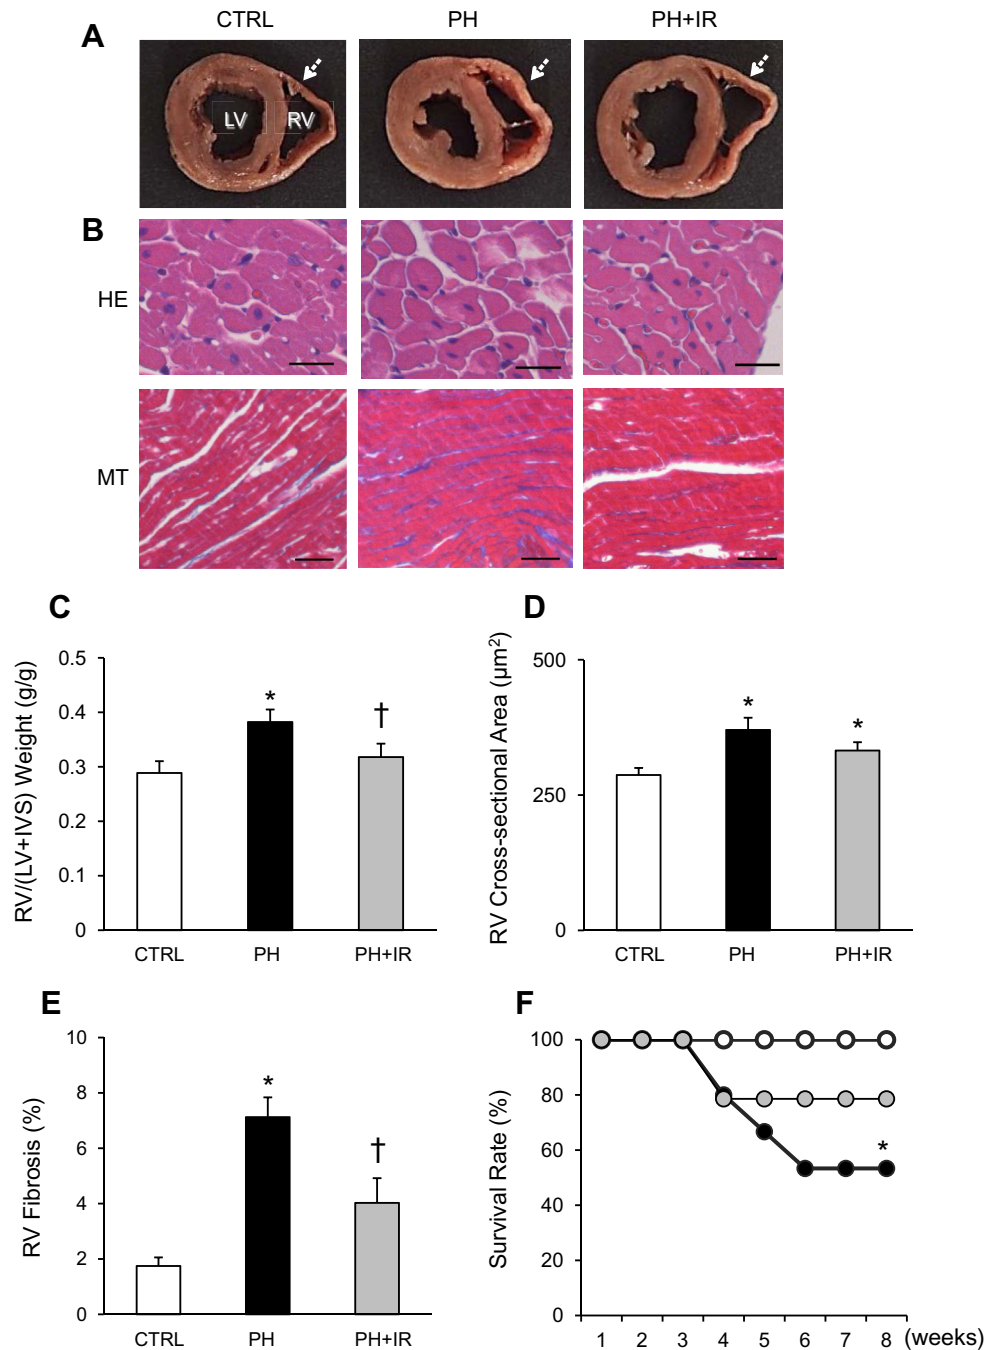 CTRL PH PH+IR
A
LV RV
B
HE
MT
C
RV/(LV+IVS) Weight (g/g)
0.5
0.4
0.3
0.2
0.1
0
*
†
CTRL PH PH+IR
D
RV Cross-sectional Area (μm²)
500
250
0
*
*
CTRL PH PH+IR
E
RV Fibrosis (%)
10
8
6
4
2
0
*
†
CTRL PH PH+IR
F
Survival Rate (%)
100
80
60
40
20
0
*
1 2 3 4 5 6 7 8 (weeks)